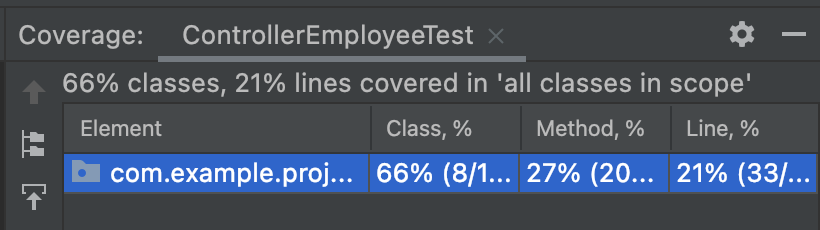 Coverage: ControllerEmployeeTest ×
66% classes, 21% lines covered in 'all classes in scope'
Element Class, % Method, % Line, %
com.example.proj... 66% (8/1... 27% (20... 21% (33/...